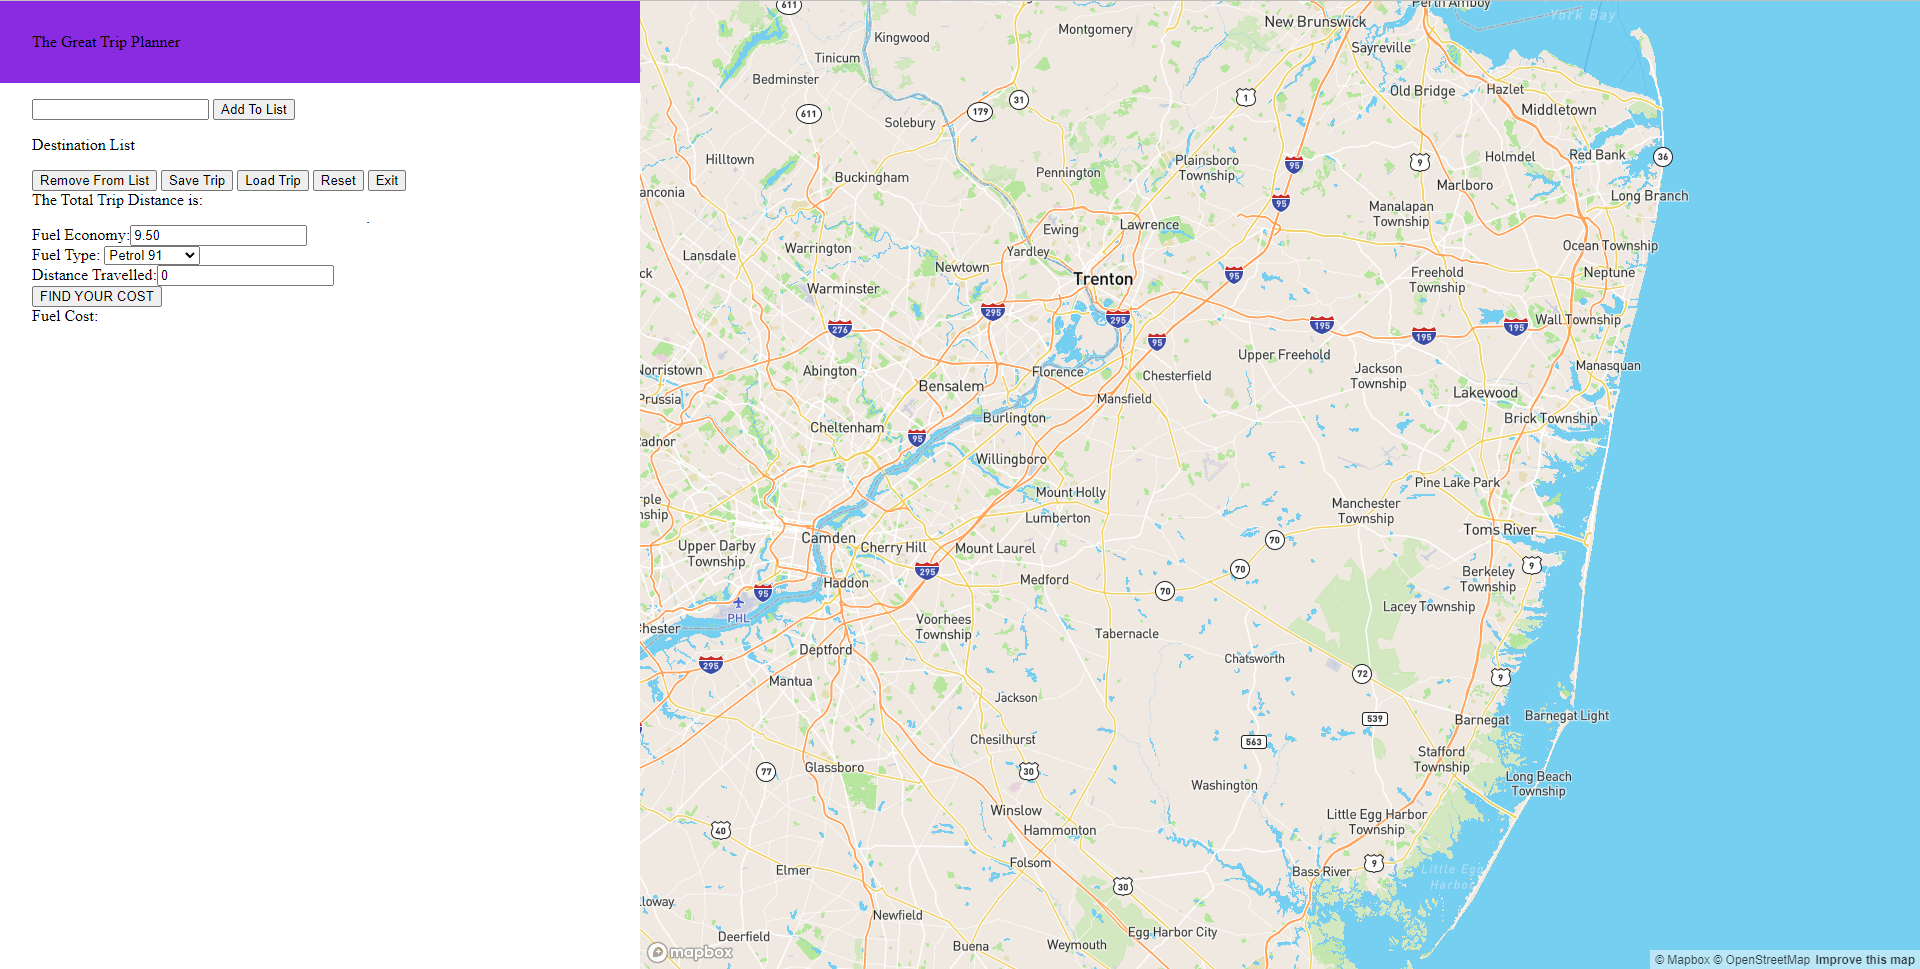 The Great Trip Planner
Add To List
Destination List
Remove From List Save Trip Load Trip Reset Exit
The Total Trip Distance is:
Fuel Economy: 9.50
Fuel Type: Petrol 91
Distance Travelled: 0
FIND YOUR COST
Fuel Cost:
611
Perth Amboy
York Bay
New Brunswick
Montgomery
Kingwood
Sayreville
Tinicum
Bedminster
Old Bridge
Hazlet
31
1
Middletown
611
179
Solebury
Hilltown
Plainsboro
Township
95
9
Holmdel
Red Bank
36
Buckingham
Pennington
Marlboro
Long Branch
95
Manalapan
Township
Lawrence
Ewing
Ocean Township
Warrington
Yardley
Lansdale
Newtown
95
Freehold
Township
Neptune
Trenton
Warminster
295
295
276
95
195
195
195
Wall Township
Upper Freehold
Manasquan
Norristown
Abington
Florence
Chesterfield
Jackson
Township
Bensalem
Lakewood
Prussia
Mansfield
Burlington
Brick Township
Cheltenham
95
Willingboro
Pine Lake Park
Mount Holly
Manchester
Township
Lumberton
Toms River
Camden
Cherry Hill
Mount Laurel
70
Upper Darby
Township
295
70
9
Haddon
Medford
Berkeley
Township
95
70
PHL
Lacey Township
Chester
Voorhees
Township
Tabernacle
Deptford
Chatsworth
295
72
9
Mantua
Jackson
539
Barnegat
Barnegat Light
Chesilhurst
563
Stafford
Township
77
Glassboro
30
Long Beach
Township
Washington
Winslow
Little Egg Harbor
Township
40
Hammonton
Folsom
9
Elmer
Bass River
Little Egg
Harbor
30
Newfield
Egg Harbor City
Deerfield
Buena
Weymouth
mapbox
© Mapbox © OpenStreetMap Improve this map